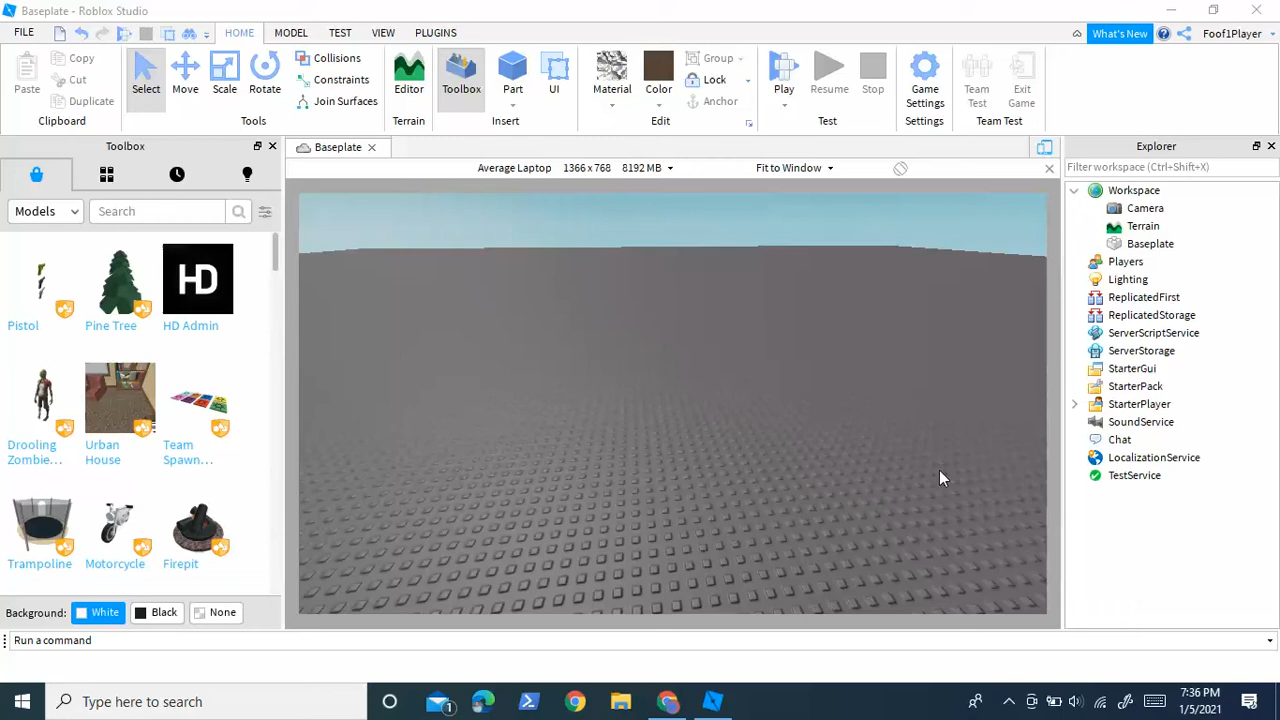 Baseplate - Roblox Studio
FILE HOME MODEL TEST VIEW PLUGINS What's New Foof1Player
Paste Copy Cut Duplicate
Clipboard
Select Move Scale Rotate
Collisions
Constraints
Join Surfaces
Tools
Editor
Terrain
Toolbox Part UI
Insert
Material Color
Group
Lock
Anchor
Edit
Play Resume Stop
Test
Game Settings
Settings
Team Test Exit Game
Team Test
Toolbox
Models Search
Pistol Pine Tree HD Admin
HD
Drooling Zombie... Urban House Team Spawn...
Trampoline Motorcycle Firepit
Background: White Black None
Baseplate
Average Laptop 1366 x 768 8192 MB Fit to Window
Explorer
Filter workspace (Ctrl+Shift+X)
Workspace
Camera
Terrain
Baseplate
Players
Lighting
ReplicatedFirst
ReplicatedStorage
ServerScriptService
ServerStorage
StarterGui
StarterPack
StarterPlayer
SoundService
Chat
LocalizationService
TestService
Run a command
Type here to search
1
7:36 PM
1/5/2021